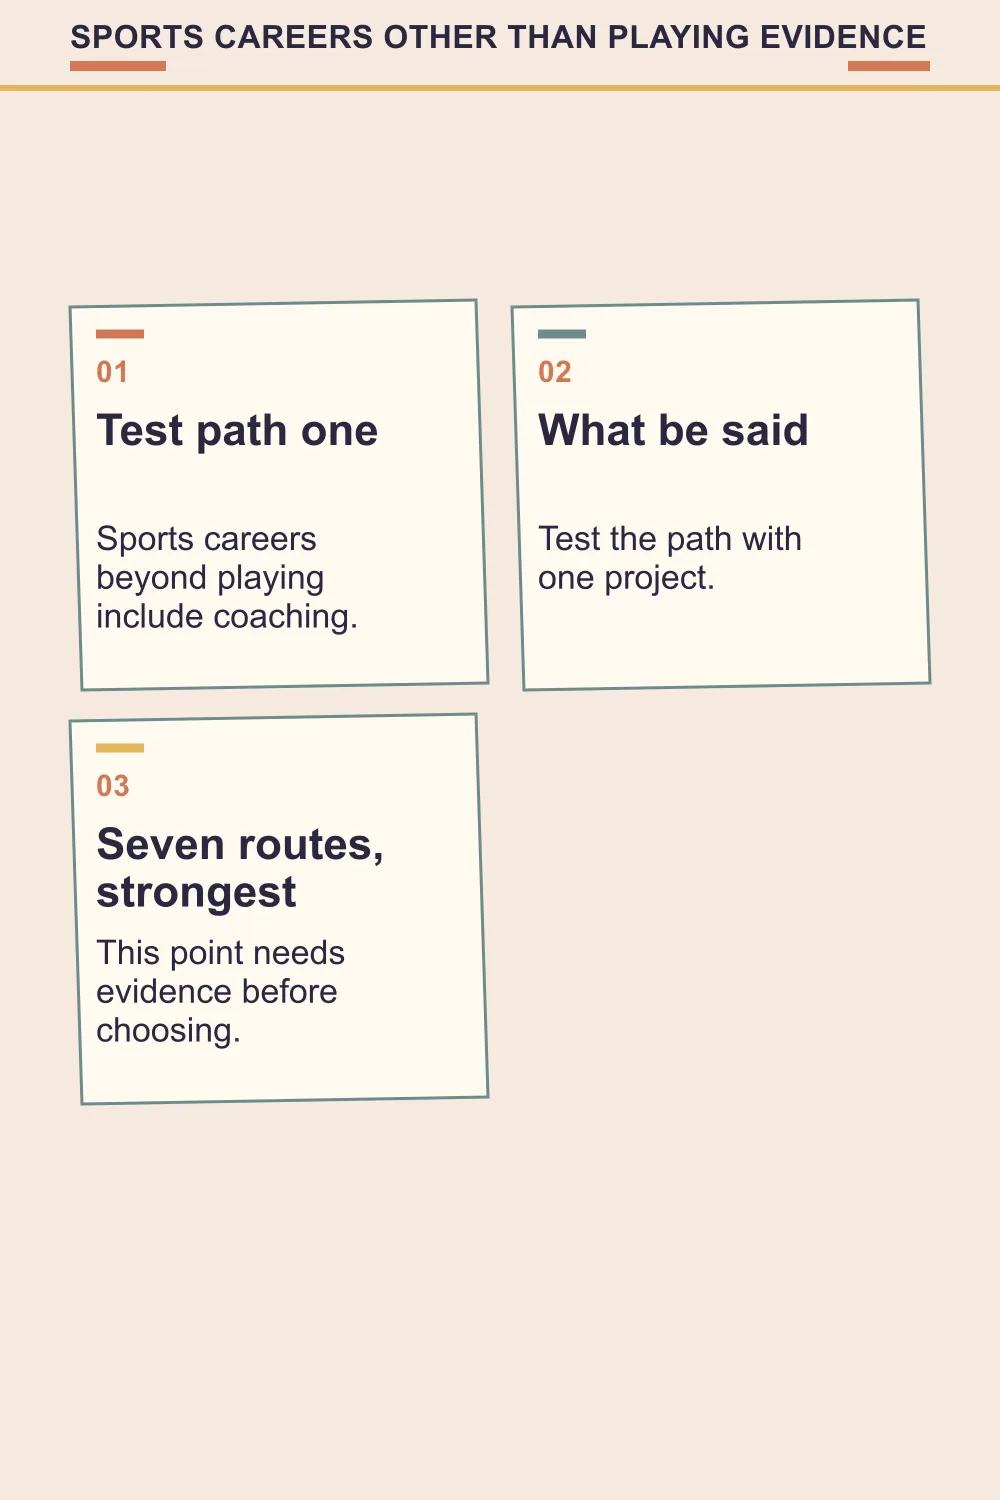 SPORTS CAREERS OTHER THAN PLAYING EVIDENCE
01
Test path one
Sports careers
beyond playing
include coaching.
02
What be said
Test the path with
one project.
03
Seven routes,
strongest
This point needs
evidence before
choosing.